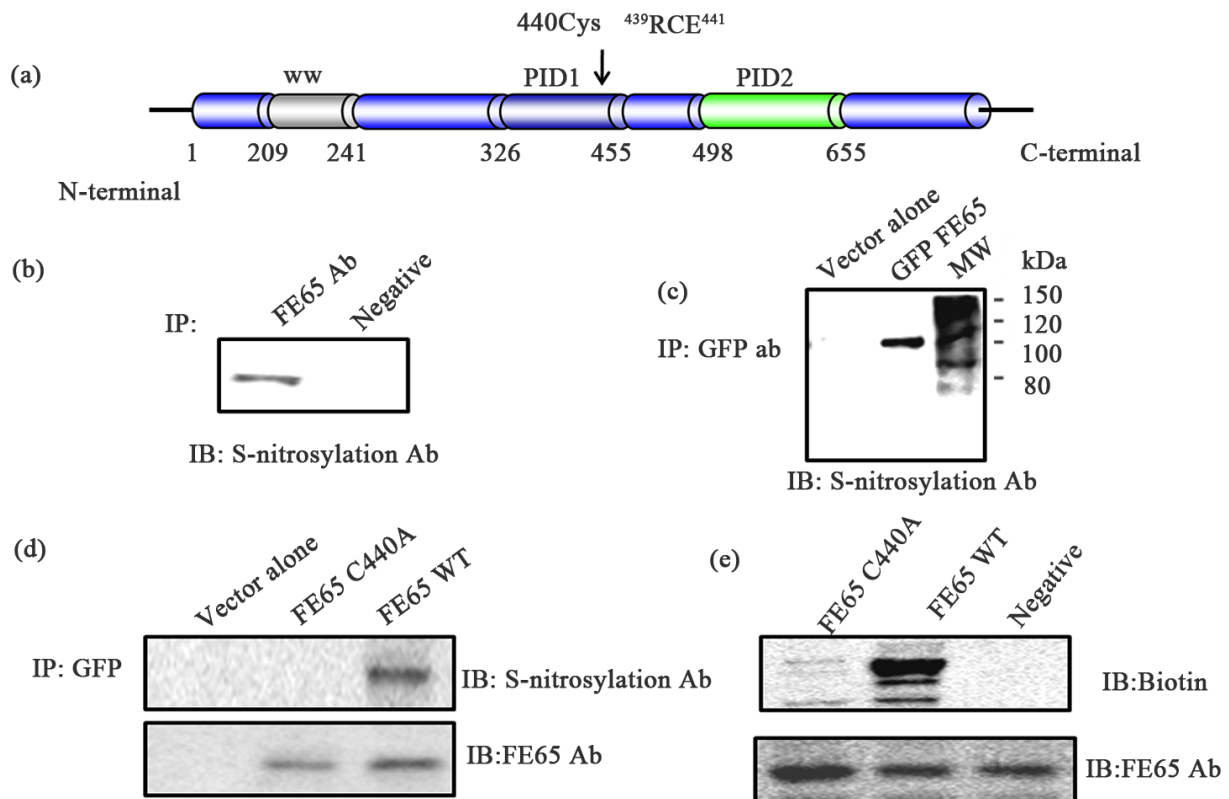 440Cys ⁴³⁹RCE⁴⁴¹
(a)
ww PID1 PID2
1 209 241 326 455 498 655 C-terminal
N-terminal
(b)
IP: FE65 Ab Negative
IB: S-nitrosylation Ab
(c)
Vector alone GFP FE65 MW kDa
IP: GFP ab
150
120
100
80
IB: S-nitrosylation Ab
(d)
Vector alone FE65 C440A FE65 WT
IP: GFP IB: S-nitrosylation Ab
IB:FE65 Ab
(e)
FE65 C440A FE65 WT Negative
IB:Biotin
IB:FE65 Ab